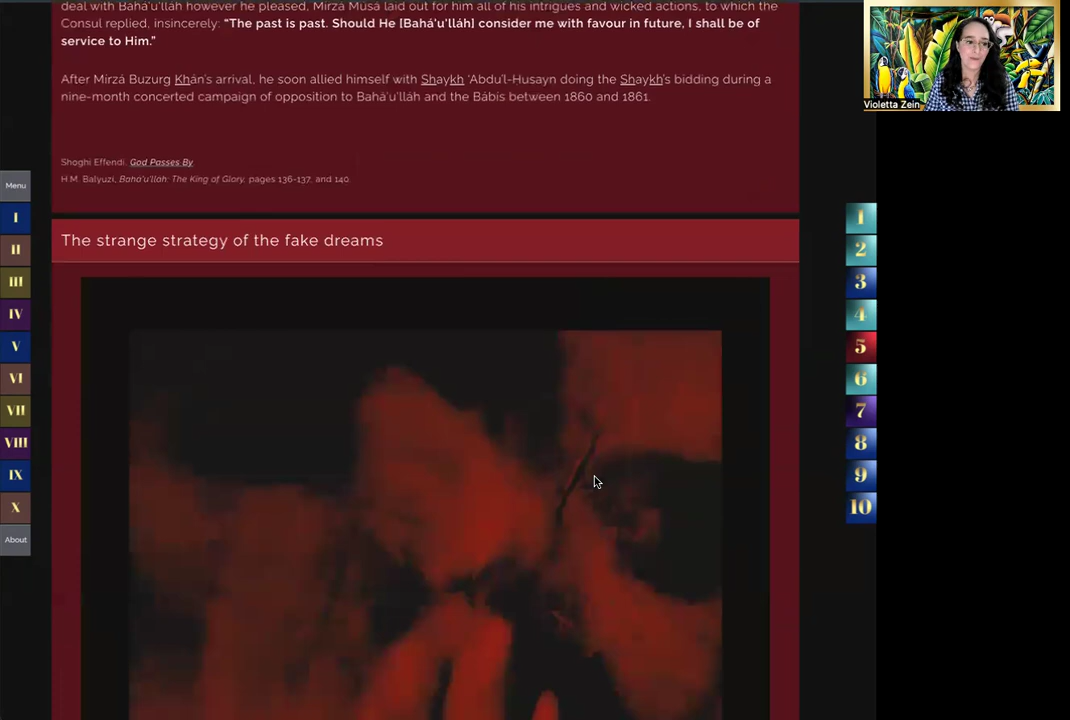 deal with Bahá'u'lláh however he pleased, Mírzá Músá laid out for him all of his intrigues and wicked actions, to which the
Consul replied, insincerely: "The past is past. Should He [Bahá'u'lláh] consider me with favour in future, I shall be of
service to Him."
After Mírzá Buzurg Khán's arrival, he soon allied himself with Shaykh 'Abdu'l-Husayn doing the Shaykh's bidding during a
nine-month concerted campaign of opposition to Bahá'u'lláh and the Bábís between 1860 and 1861.
Shoghi Effendi, God Passes By
H.M. Balyuzi, Bahá'u'lláh: The King of Glory, pages 136-137, and 140
The strange strategy of the fake dreams
Menu
I
II
III
IV
V
VI
VII
VIII
IX
X
About
1
2
3
4
5
6
7
8
9
10
Violetta Zein